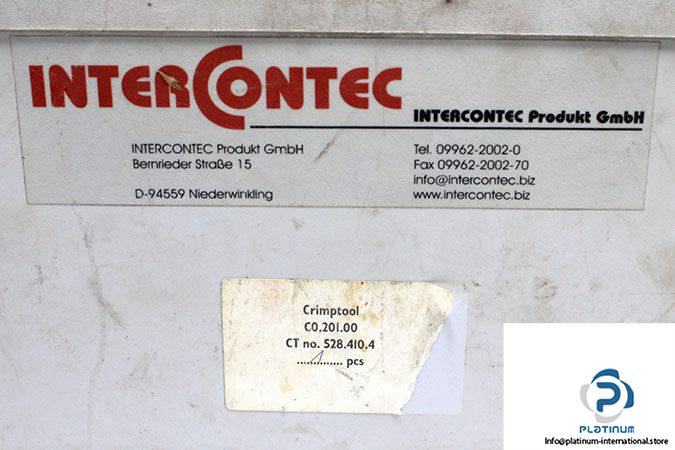 INTERCONTEC
INTERCONTEC Produkt GmbH
INTERCONTEC Produkt GmbH
Bernrieder Straße 15
D-94559 Niederwinkling
Tel. 09962-2002-0
Fax 09962-2002-70
info@intercontec.biz
www.intercontec.biz
Crimptool
C0.201.00
CT no. 528.410.4
......1...... pcs
PLATINUM
Info@platinum-international.store